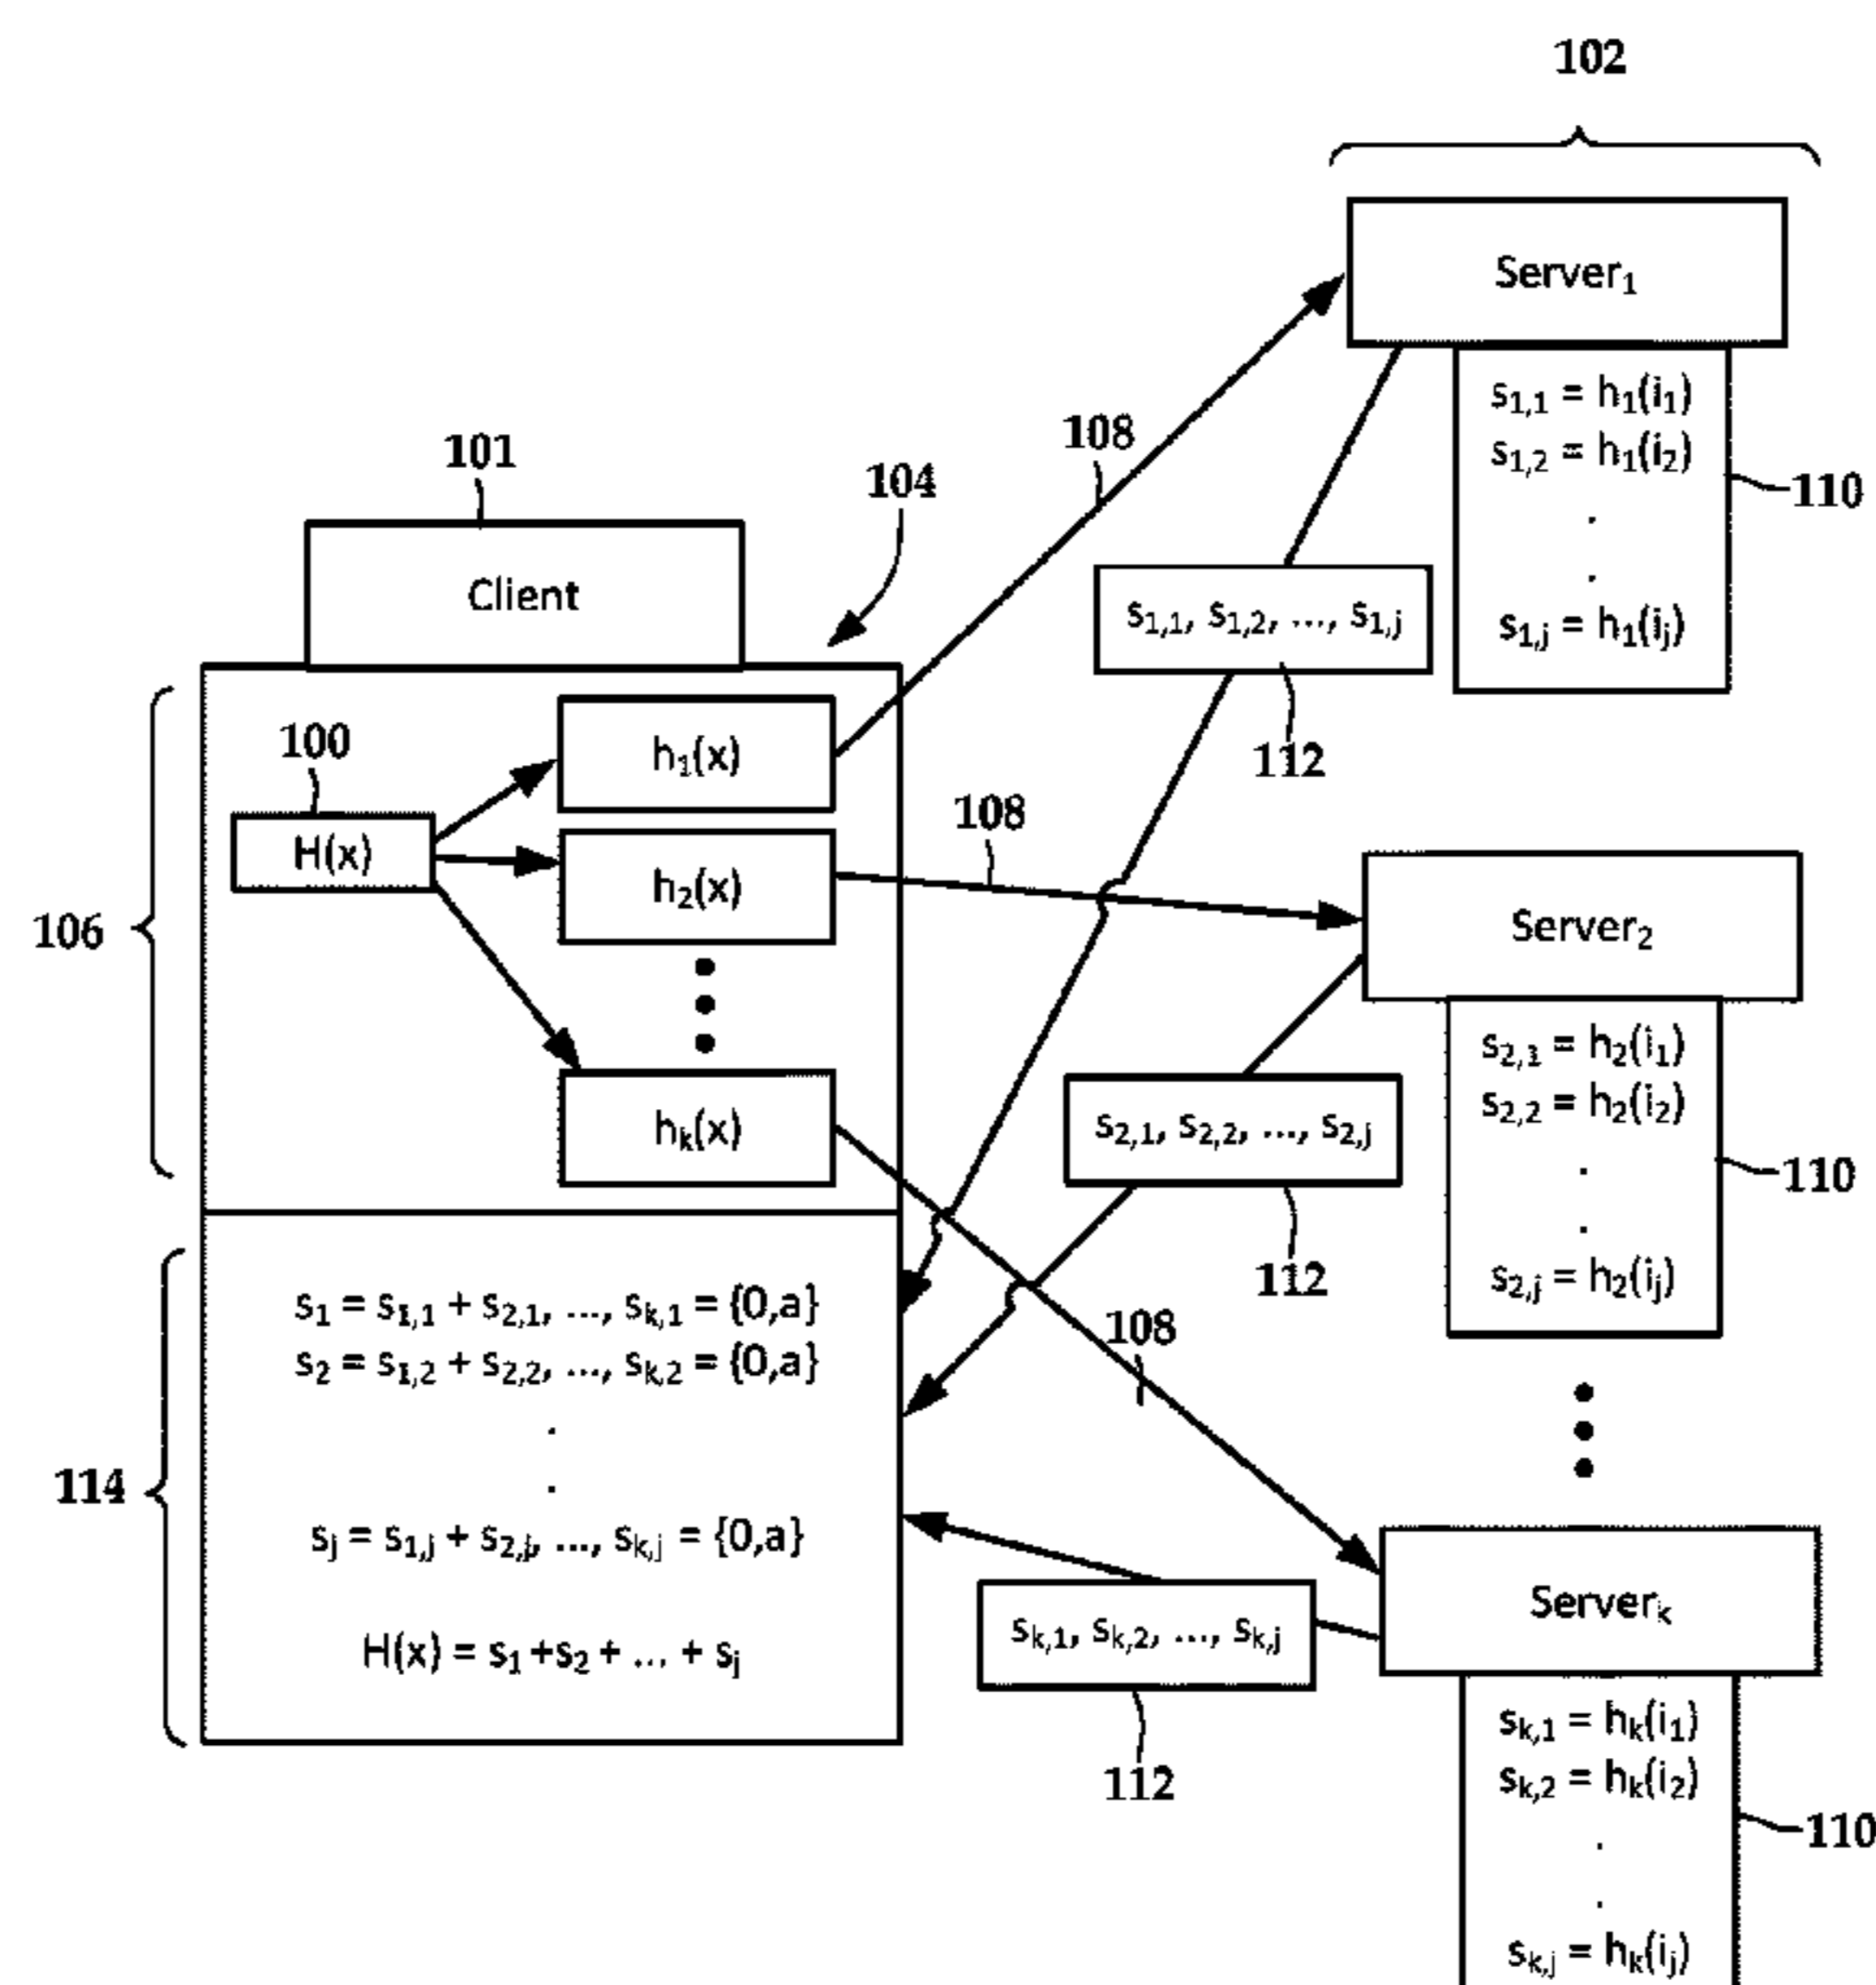 102
Server₁
s₁,₁ = h₁(i₁)
s₁,₂ = h₁(i₂)
.
.
s₁,ⱼ = h₁(iⱼ)
110
108
s₁,₁, s₁,₂, ..., s₁,ⱼ
112
101
Client
104
106
100
H(x)
h₁(x)
h₂(x)
hₖ(x)
108
Server₂
s₂,₁ = h₂(i₁)
s₂,₂ = h₂(i₂)
.
.
s₂,ⱼ = h₂(iⱼ)
110
s₂,₁, s₂,₂, ..., s₂,ⱼ
112
108
114
s₁ = s₁,₁ + s₂,₁, ..., sₖ,₁ = {0,a}
s₂ = s₁,₂ + s₂,₂, ..., sₖ,₂ = {0,a}
.
.
sⱼ = s₁,ⱼ + s₂,ⱼ, ..., sₖ,ⱼ = {0,a}
H(x) = s₁ +s₂ + ... + sⱼ
Serverₖ
sₖ,₁, sₖ,₂, ..., sₖ,ⱼ
112
sₖ,₁ = hₖ(i₁)
sₖ,₂ = hₖ(i₂)
.
.
sₖ,ⱼ = hₖ(iⱼ)
110